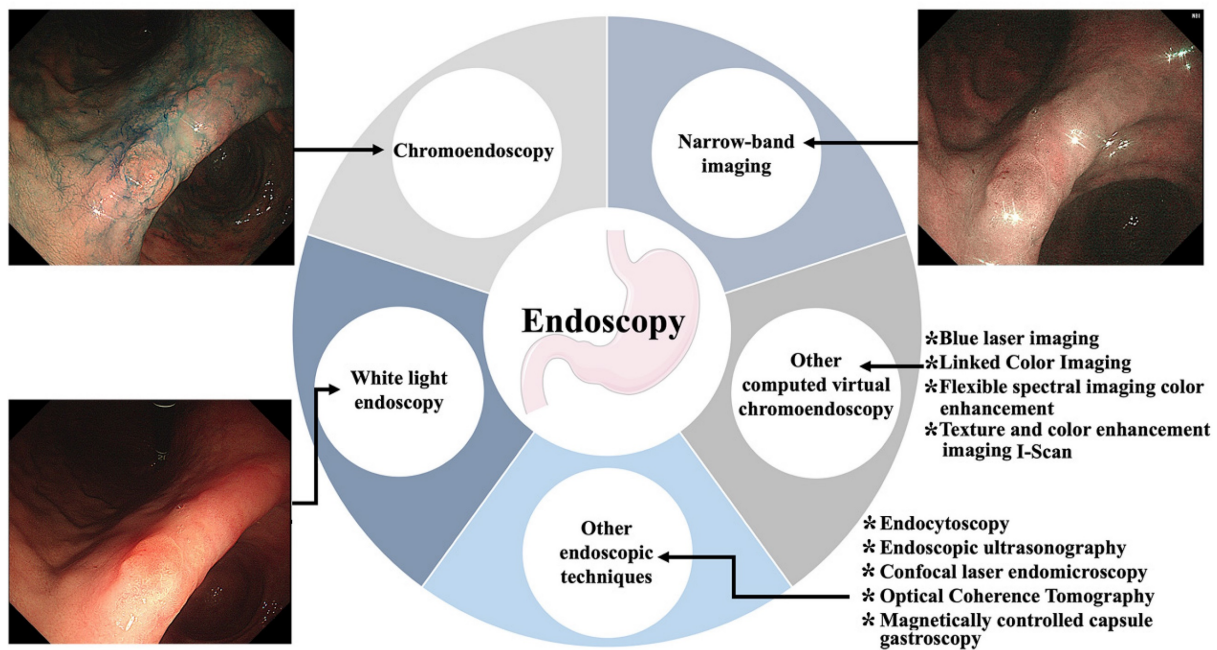 Chromoendoscopy
Narrow-band
imaging
Endoscopy
White light
endoscopy
Other
computed virtual
chromoendoscopy
*Blue laser imaging
*Linked Color Imaging
*Flexible spectral imaging color
enhancement
*Texture and color enhancement
imaging I-Scan
Other
endoscopic
techniques
*Endocytoscopy
*Endoscopic ultrasonography
*Confocal laser endomicroscopy
*Optical Coherence Tomography
*Magnetically controlled capsule
gastroscopy